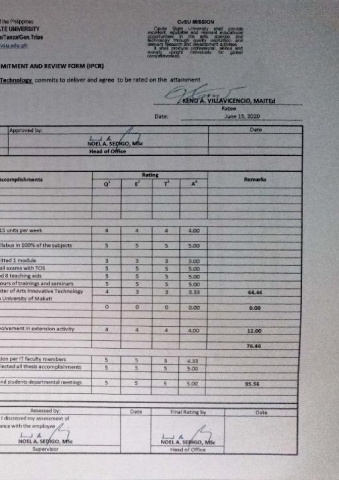 of the Philippines
CvSU MISSION
ATE UNIVERSITY
Cavite State University shall provide
excellent, equitable and relevant educational
opportunities in the arts, science and
technology through quality instruction and
relevant research and development activities.
It shall produce professional, skilled and
morally upright individuals for global
competitiveness.
MITMENT AND REVIEW FORM (IPCR)
Technology commits to deliver and agree to be rated on the attainment
KENO A. VILLAVICENCIO, MAITEd
Ratee
Date: June 15, 2020
Approved by: Date
NOEL A. SEDIGO, MSc
Head of Office
Rating
ccomplishments Remarks
Q1 E2 T3 A4
15 units per week 4 4 4 4.00
llabus in 100% of the subjects 5 5 5 5.00
itted 1 module 3 3 3 3.00
all exams with TOS 5 5 5 5.00
d 8 teaching aids 5 5 5 5.00
ours of trainings and seminars 5 5 5 5.00
ter of Arts Innovative Technology 4 3 3 3.33 64.44
University of Makati
0 0 0 0.00 0.00
volvement in extension activity 4 4 4 4.00 12.00
76.46
ion per IT faculty members 5 5 3 4.33
lected all thesis accomplishments 5 5 5 5.00
nd students departmental meetings 5 5 5 5.00 95.56
Assessed by: Date Final Rating by Date
I discussed my assessment of
ance with the employee
NOEL A. SEDIGO, MSc NOEL A. SEDIGO, MSc
Supervisor Head of Office